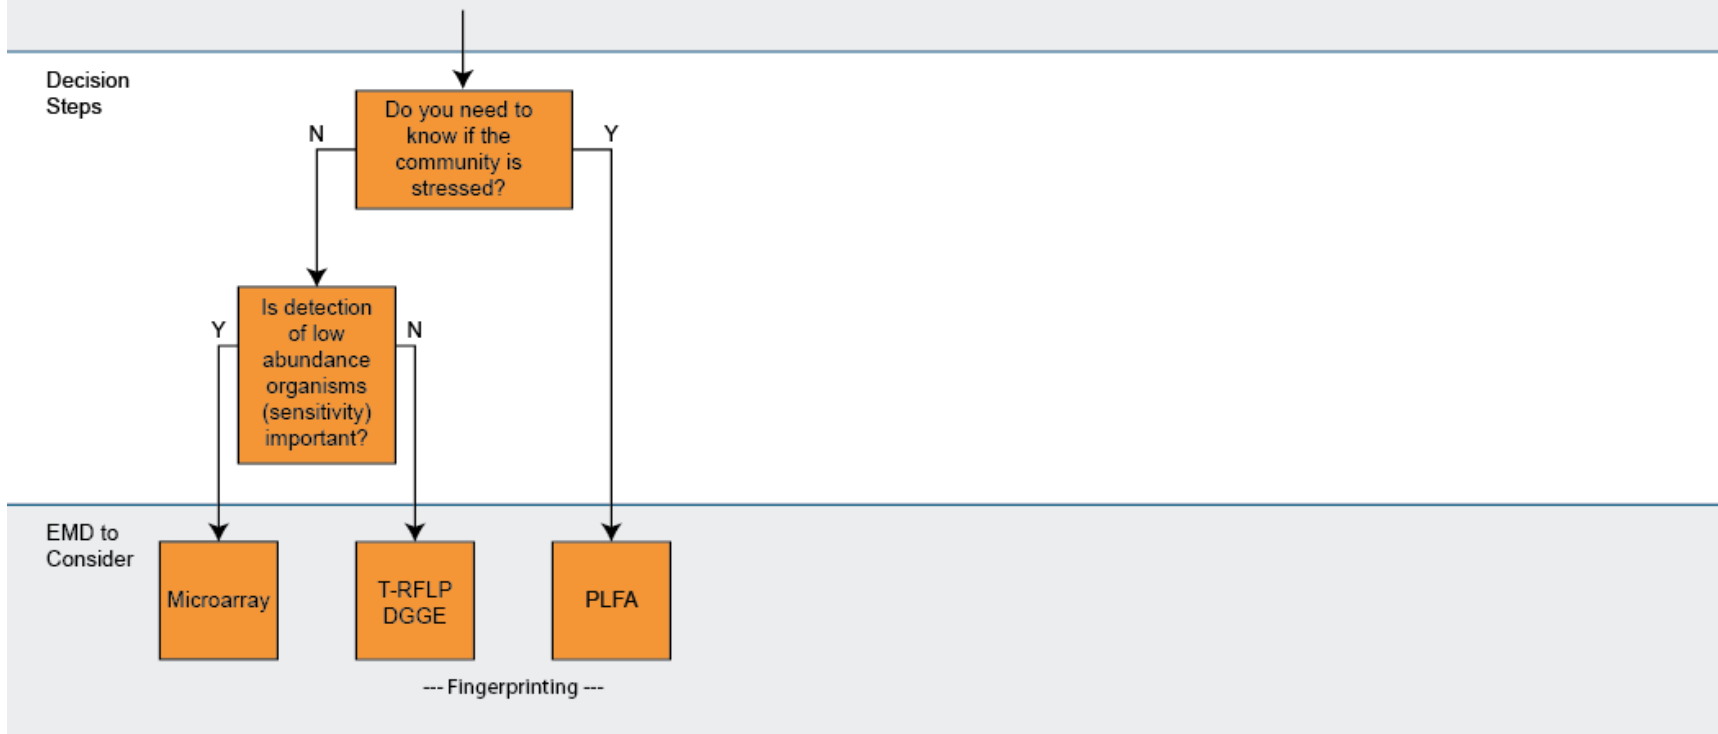 Decision
Steps
Do you need to
know if the
community is
stressed?
N
Y
Is detection
of low
abundance
organisms
(sensitivity)
important?
Y
N
EMD to
Consider
Microarray
T-RFLP
DGGE
PLFA
--- Fingerprinting ---